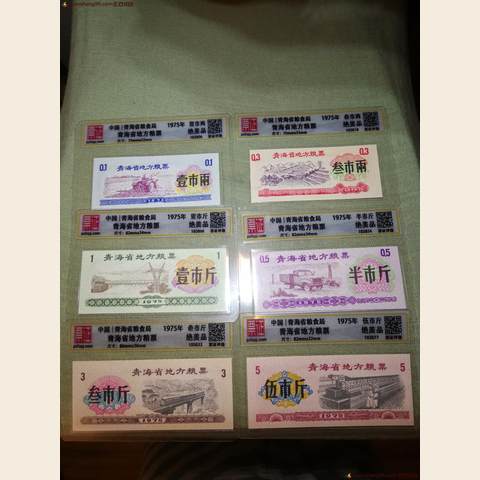 中国|青海省粮食局 1975年 壹市两
青海省地方粮票 绝美品
青海省地方粮票
0.1 0.1
壹市兩
1975
中国|青海省粮食局 1975年 叁市两
青海省地方粮票 绝美品
青海省地方粮票
0.3 0.3
叁市兩
中国|青海省粮食局 1975年 壹市斤
青海省地方粮票 绝美品
尺寸:82mmx34mm
青海省地方粮票
1 1
壹市斤
1975
中国|青海省粮食局 1975年 半市斤
青海省地方粮票 绝美品
尺寸:82mmx34mm
青海省地方粮票
0.5 0.5
半市斤
1975
中国|青海省粮食局 1975年 叁市斤
青海省地方粮票 绝美品
青海省地方粮票
3 3
叁市斤
1975
中国|青海省粮食局 1975年 伍市斤
青海省地方粮票 绝美品
青海省地方粮票
5 5
伍市斤
1975